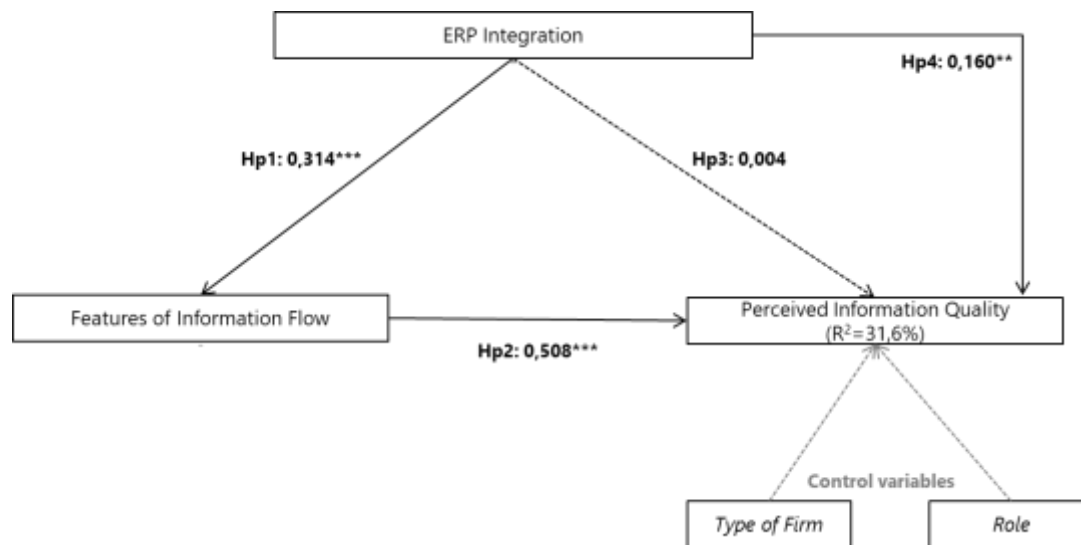 ERP Integration
Hp4: 0,160**
Hp1: 0,314***
Hp3: 0,004
Features of Information Flow
Perceived Information Quality
(R²=31,6%)
Hp2: 0,508***
Control variables
Type of Firm
Role